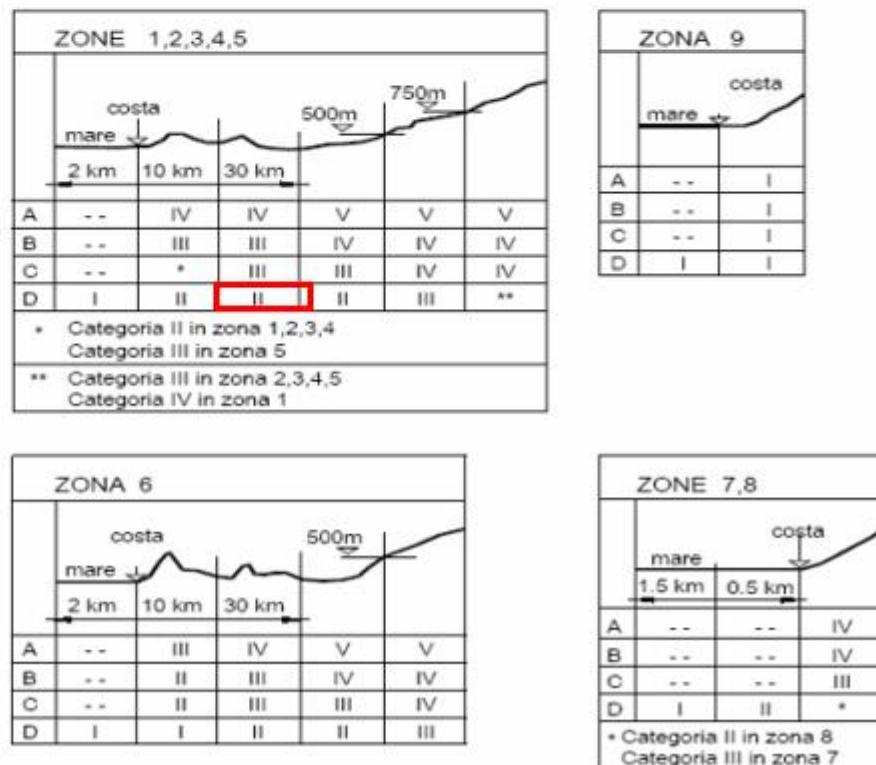 ZONE 1,2,3,4,5
costa
mare
500m
750m
2 km 10 km 30 km
A -- IV IV V V V
B -- III III IV IV IV
C -- * III III IV IV
D I II II II III **
* Categoria II in zona 1,2,3,4
Categoria III in zona 5
** Categoria III in zona 2,3,4,5
Categoria IV in zona 1
ZONA 9
costa
mare
A -- I
B -- I
C -- I
D I I
ZONA 6
costa
mare
500m
2 km 10 km 30 km
A -- III IV V V
B -- II III IV IV
C -- II III III IV
D I I II II III
ZONE 7,8
costa
mare
1.5 km 0.5 km
A -- -- IV
B -- -- IV
C -- -- III
D I II *
* Categoria II in zona 8
Categoria III in zona 7